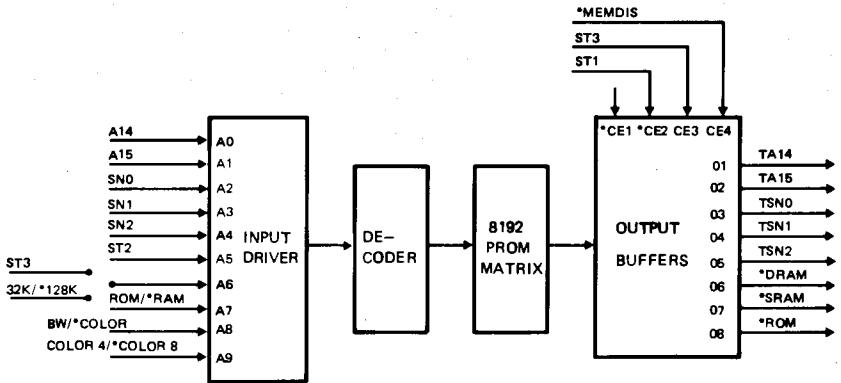 *MEMDIS
ST3
ST1
*CE1 *CE2 CE3 CE4
A14
A15
SN0
SN1
SN2
ST2
ST3
32K/*128K
ROM/*RAM
BW/*COLOR
COLOR 4/*COLOR 8
A0
A1
A2
A3
A4
A5
A6
A7
A8
A9
INPUT
DRIVER
DE-
CODER
8192
PROM
MATRIX
OUTPUT
BUFFERS
01
02
03
04
05
06
07
08
TA14
TA15
TSN0
TSN1
TSN2
*DRAM
*SRAM
*ROM